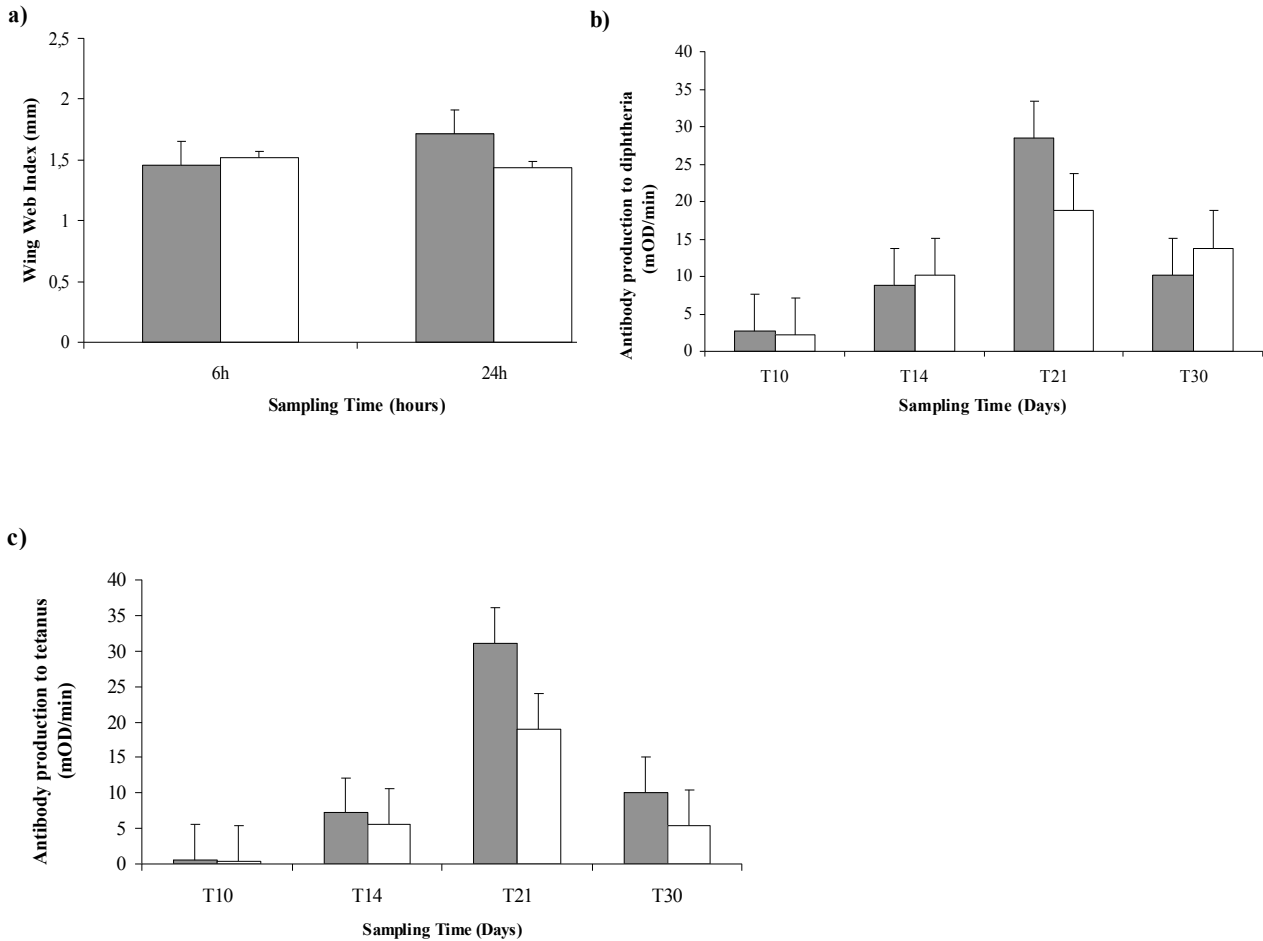 a)
Wing Web Index (mm)
2,5
2
1,5
1
0,5
0
6h 24h
Sampling Time (hours)
b)
Antibody production to diphtheria
(mOD/min)
40
35
30
25
20
15
10
5
0
T10 T14 T21 T30
Sampling Time (Days)
c)
Antibody production to tetanus
(mOD/min)
40
35
30
25
20
15
10
5
0
T10 T14 T21 T30
Sampling Time (Days)